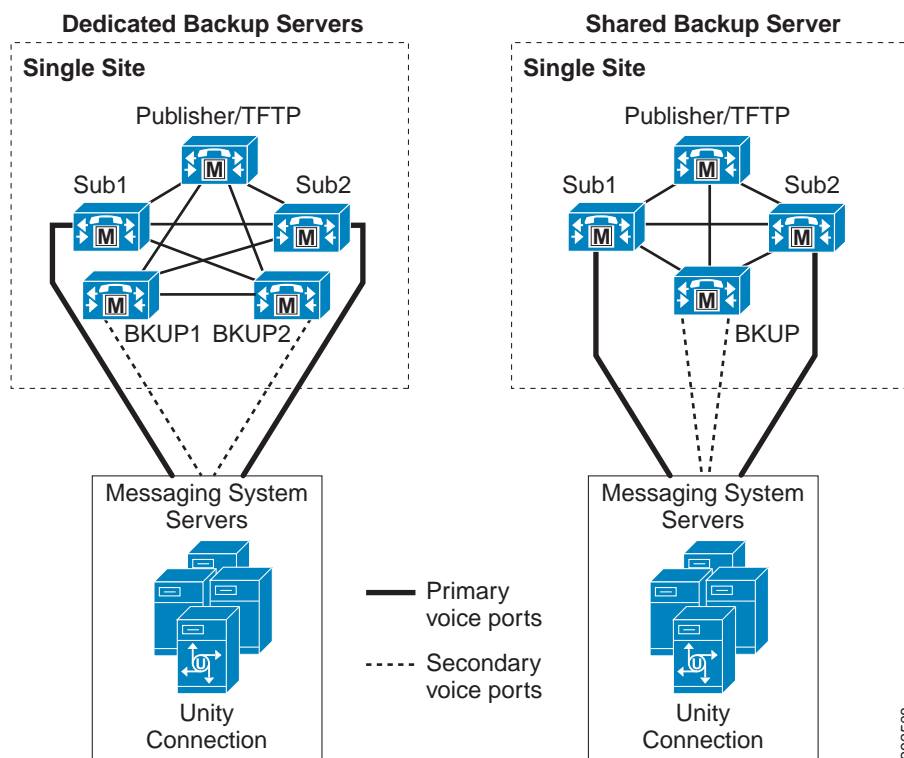 Dedicated Backup Servers
Single Site
Publisher/TFTP
Sub1
Sub2
M
M
M
M
M
BKUP1
BKUP2
Messaging System
Servers
U
Unity
Connection
Primary
voice ports
Secondary
voice ports
Shared Backup Server
Single Site
Publisher/TFTP
Sub1
Sub2
M
M
M
M
BKUP
Messaging System
Servers
U
Unity
Connection